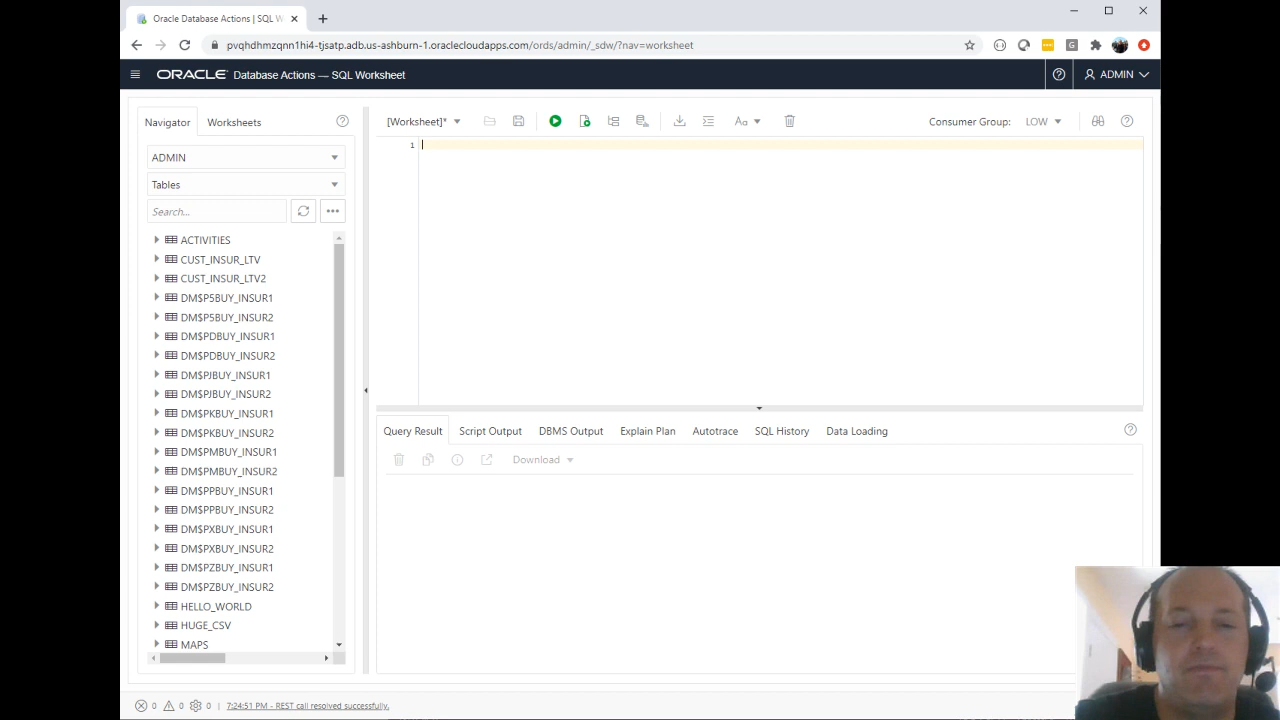 Oracle Database Actions | SQL W
pvqhdhmzqnn1hi4-tjsatp.adb.us-ashburn-1.oraclecloudapps.com/ords/admin/_sdw/?nav=worksheet
ORACLE Database Actions — SQL Worksheet
ADMIN
Navigator Worksheets
[Worksheet]*
Aa
Consumer Group: LOW
ADMIN
Tables
Search...
1
ACTIVITIES
CUST_INSUR_LTV
CUST_INSUR_LTV2
DM$P5BUY_INSUR1
DM$P5BUY_INSUR2
DM$PDBUY_INSUR1
DM$PDBUY_INSUR2
DM$PJBUY_INSUR1
DM$PJBUY_INSUR2
DM$PKBUY_INSUR1
DM$PKBUY_INSUR2
DM$PMBUY_INSUR1
DM$PMBUY_INSUR2
DM$PPBUY_INSUR1
DM$PPBUY_INSUR2
DM$PXBUY_INSUR1
DM$PXBUY_INSUR2
DM$PZBUY_INSUR1
DM$PZBUY_INSUR2
HELLO_WORLD
HUGE_CSV
MAPS
Query Result Script Output DBMS Output Explain Plan Autotrace SQL History Data Loading
Download
0 0 0 | 7:24:51 PM - REST call resolved successfully.